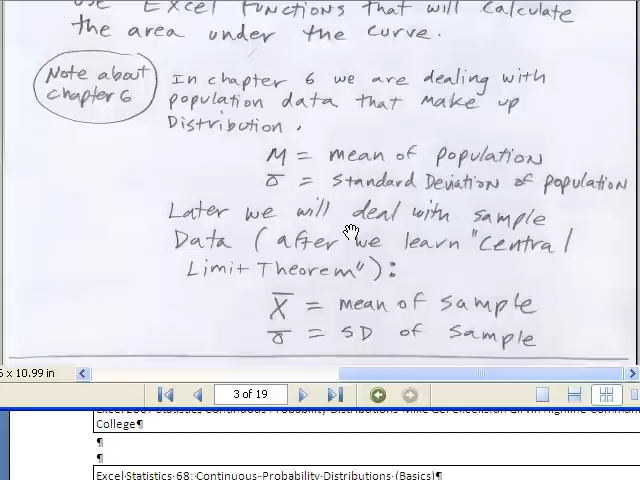 use Excel Functions that will calculate
the area under the curve.
Note about
chapter 6
In chapter 6 we are dealing with
population data that make up
Distribution.
M = mean of population
σ = Standard Deviation of population
Later we will deal with sample
Data (after we learn "Central
Limit Theorem"):
X̄ = mean of sample
σ̅ = SD of sample
6 x 10.99 in
3 of 19
College¶
¶
¶
Excel·Statistics·68:·Continuous·Probability·Distributions·(Basics)¶